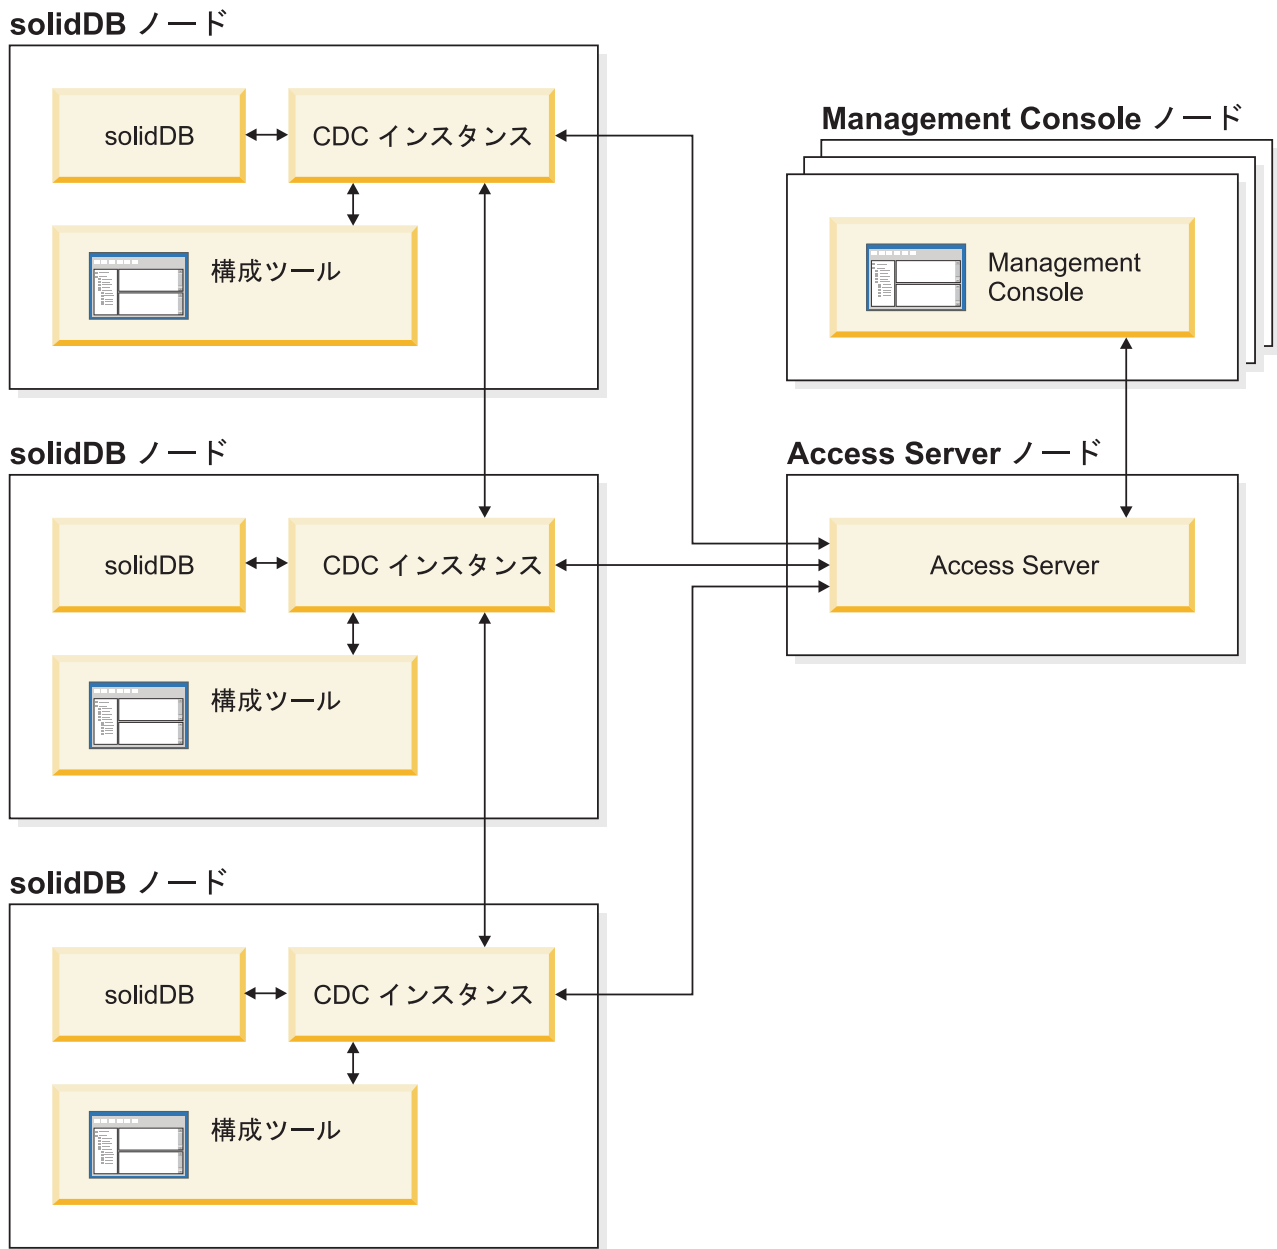 solidDB ノード
solidDB
CDC インスタンス
構成ツール
Management Console ノード
Management
Console
solidDB ノード
solidDB
CDC インスタンス
構成ツール
Access Server ノード
Access Server
solidDB ノード
solidDB
CDC インスタンス
構成ツール